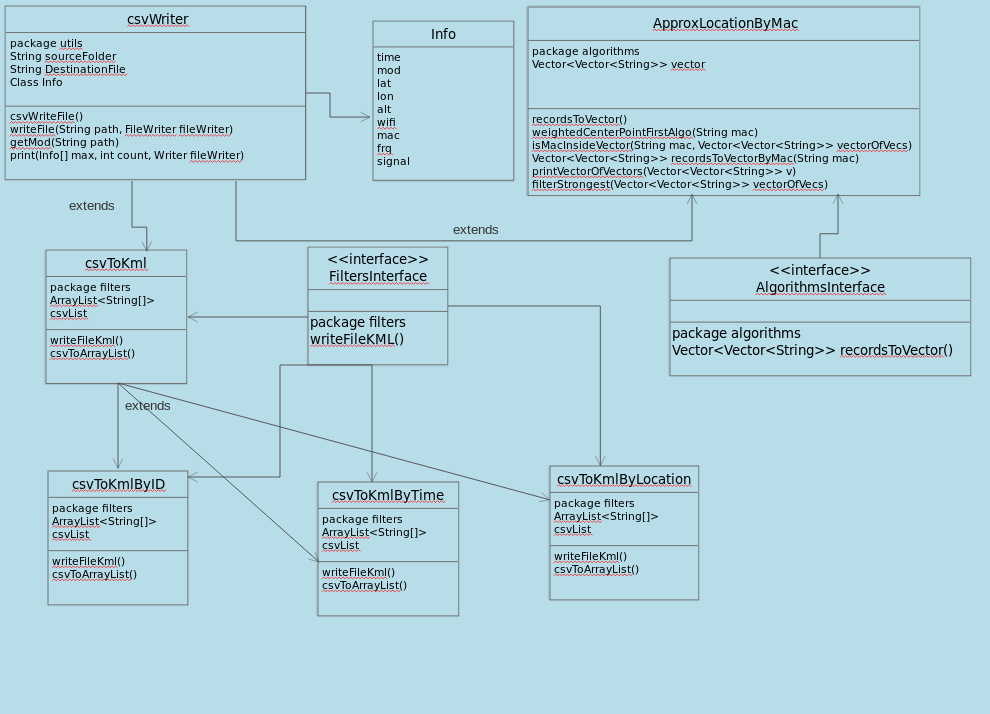 csvWriter
package utils
String sourceFolder
String DestinationFile
Class Info
csvWriteFile()
writeFile(String path, FileWriter fileWriter)
getMod(String path)
print(Info[] max, int count, Writer fileWriter)
Info
time
mod
lat
lon
alt
wifi
mac
frq
signal
ApproxLocationByMac
package algorithms
Vector<Vector<String>> vector
recordsToVector()
weightedCenterPointFirstAlgo(String mac)
isMacInsideVector(String mac, Vector<Vector<String>> vectorOfVecs)
Vector<Vector<String>> recordsToVectorByMac(String mac)
printVectorOfVectors(Vector<Vector<String>> v)
filterStrongest(Vector<Vector<String>> vectorOfVecs)
extends
extends
csvToKml
package filters
ArrayList<String[]>
csvList
writeFileKml()
csvToArrayList()
<<interface>>
FiltersInterface
package filters
writeFileKML()
<<interface>>
AlgorithmsInterface
package algorithms
Vector<Vector<String>> recordsToVector()
extends
csvToKmlByID
package filters
ArrayList<String[]>
csvList
writeFileKml()
csvToArrayList()
csvToKmlByTime
package filters
ArrayList<String[]>
csvList
writeFileKml()
csvToArrayList()
csvToKmlByLocation
package filters
ArrayList<String[]>
csvList
writeFileKml()
csvToArrayList()